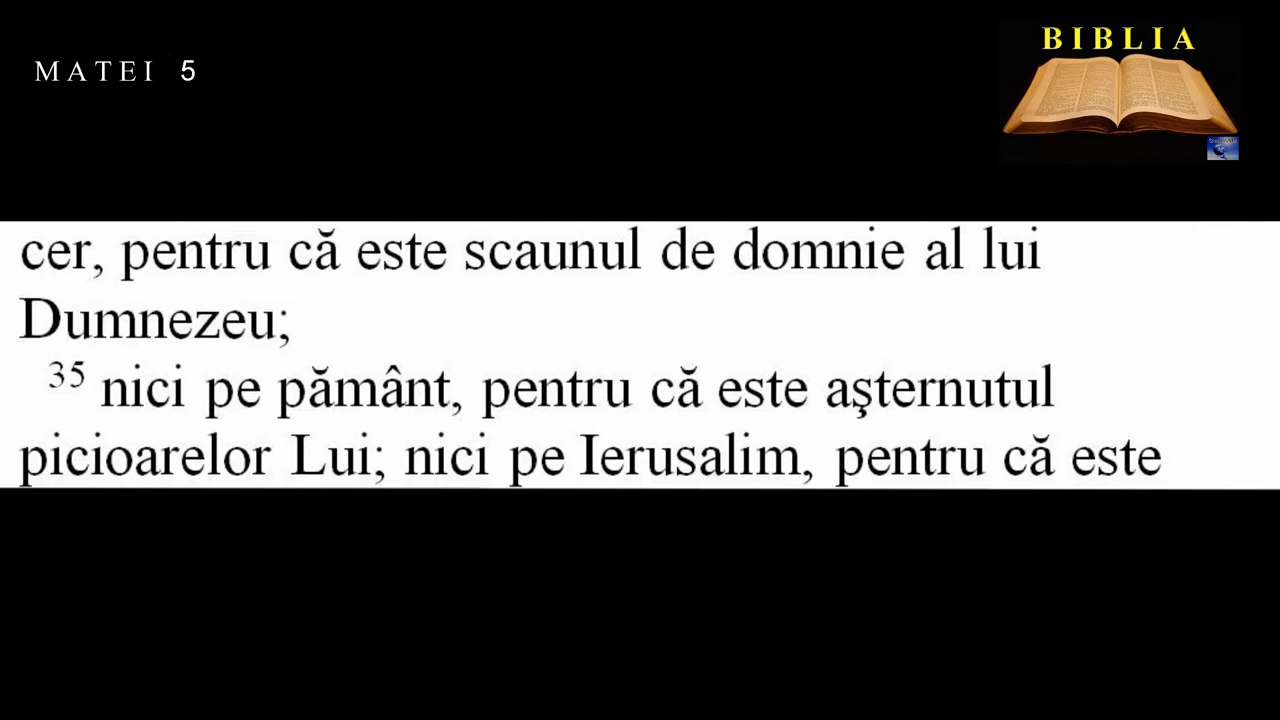 MATEI 5
BIBLIA
cer, pentru că este scaunul de domnie al lui
Dumnezeu;
35 nici pe pământ, pentru că este aşternutul
picioarelor Lui; nici pe Ierusalim, pentru că este